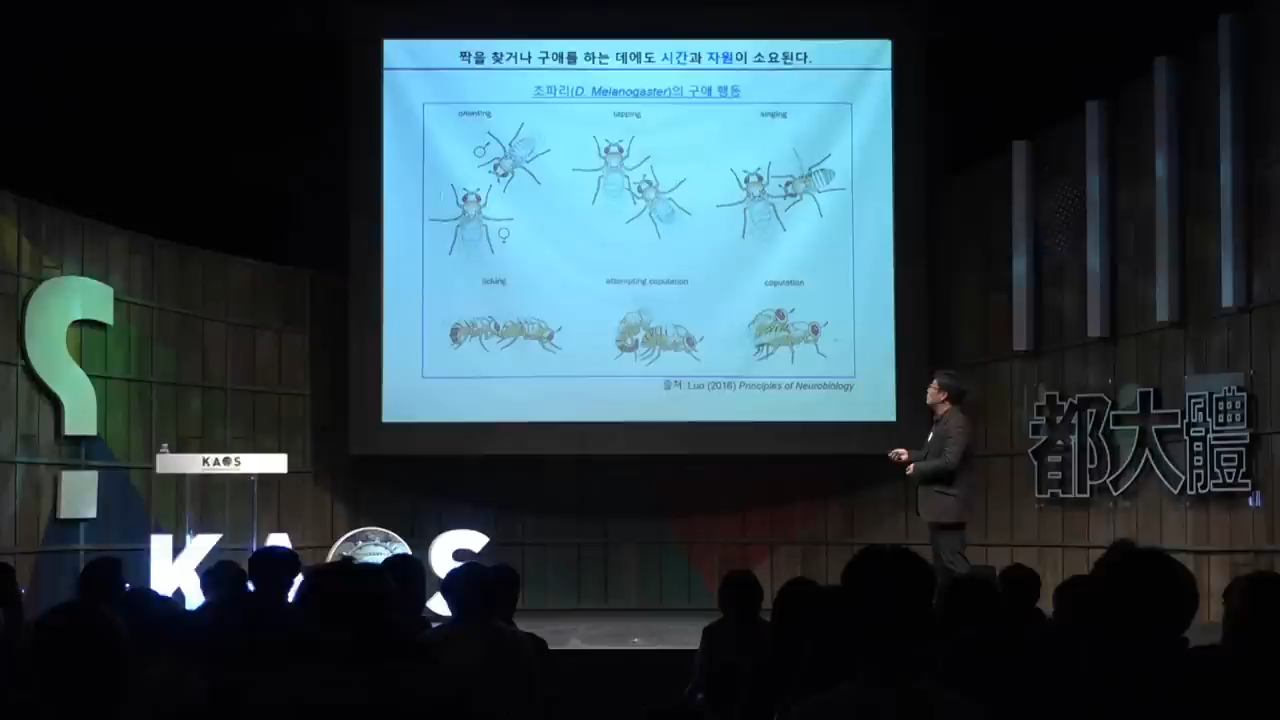 짝을 찾거나 구애를 하는 데에도 시간과 자원이 소요된다.
초파리(D. Melanogaster)의 구애 행동
orienting
tapping
singing
licking
attempting copulation
copulation
출처: Luo (2016) Principles of Neurobiology
KAOS
KAOS
都大體
?